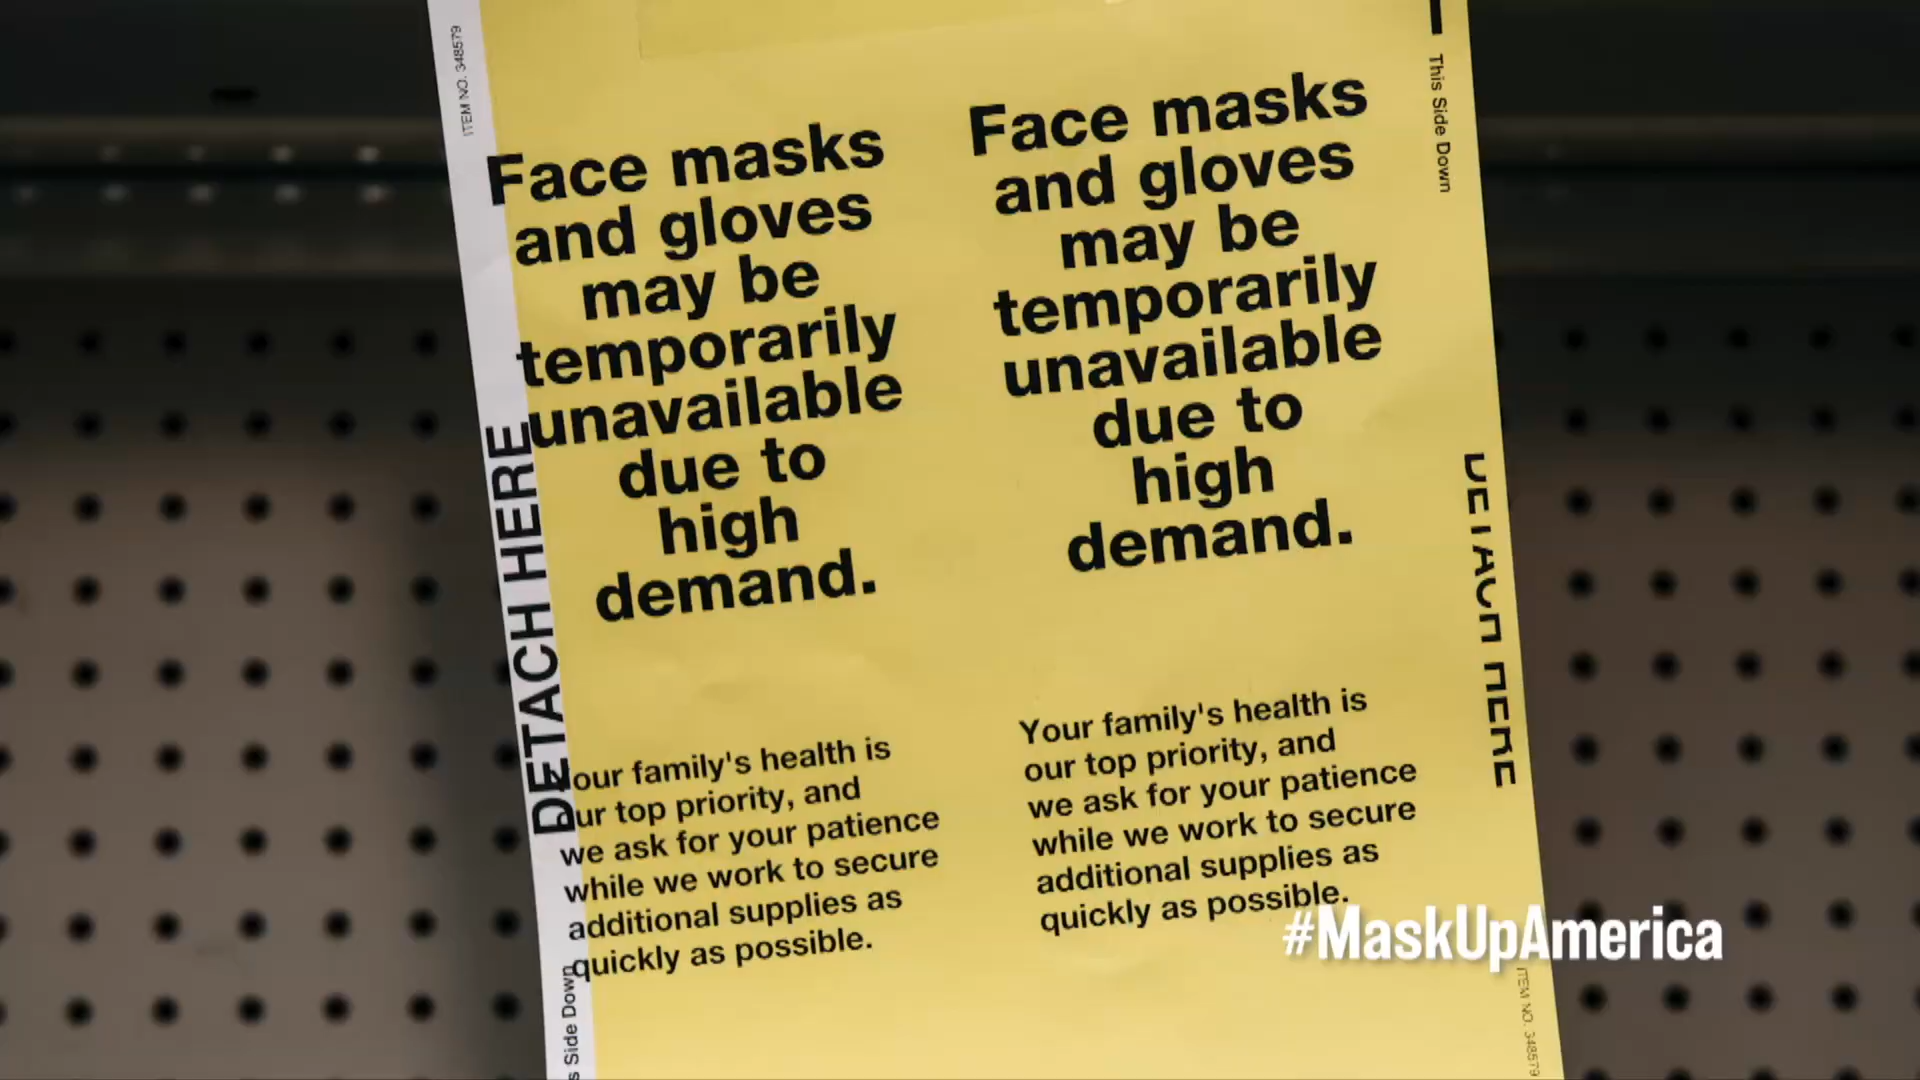 ITEM NO. 348579
Face masks
and gloves
may be
temporarily
unavailable
due to
high
demand.
Your family's health is
our top priority, and
we ask for your patience
while we work to secure
additional supplies as
quickly as possible.
DETACH HERE
s Side Down
Face masks
and gloves
may be
temporarily
unavailable
due to
high
demand.
Your family's health is
our top priority, and
we ask for your patience
while we work to secure
additional supplies as
quickly as possible.
This Side Down
DETACH HERE
ITEM NO. 348579
#MaskUpAmerica